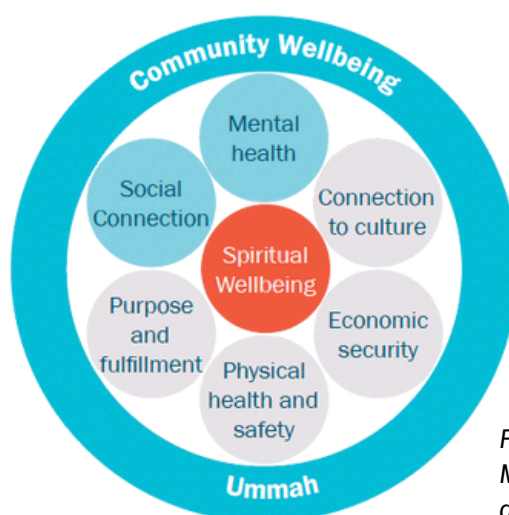 Community Wellbeing
Mental
health
Social
Connection
Connection
to culture
Spiritual
Wellbeing
Purpose
and
fulfillment
Economic
security
Physical
health and
safety
Ummah